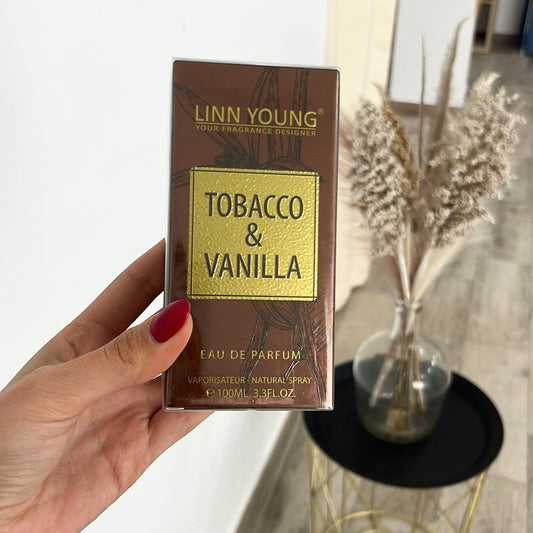 LINN YOUNG®
YOUR FRAGRANCE DESIGNER
TOBACCO
&
VANILLA
EAU DE PARFUM
VAPORISATEUR - NATURAL SPRAY
℮100ML 3.3FL.OZ.